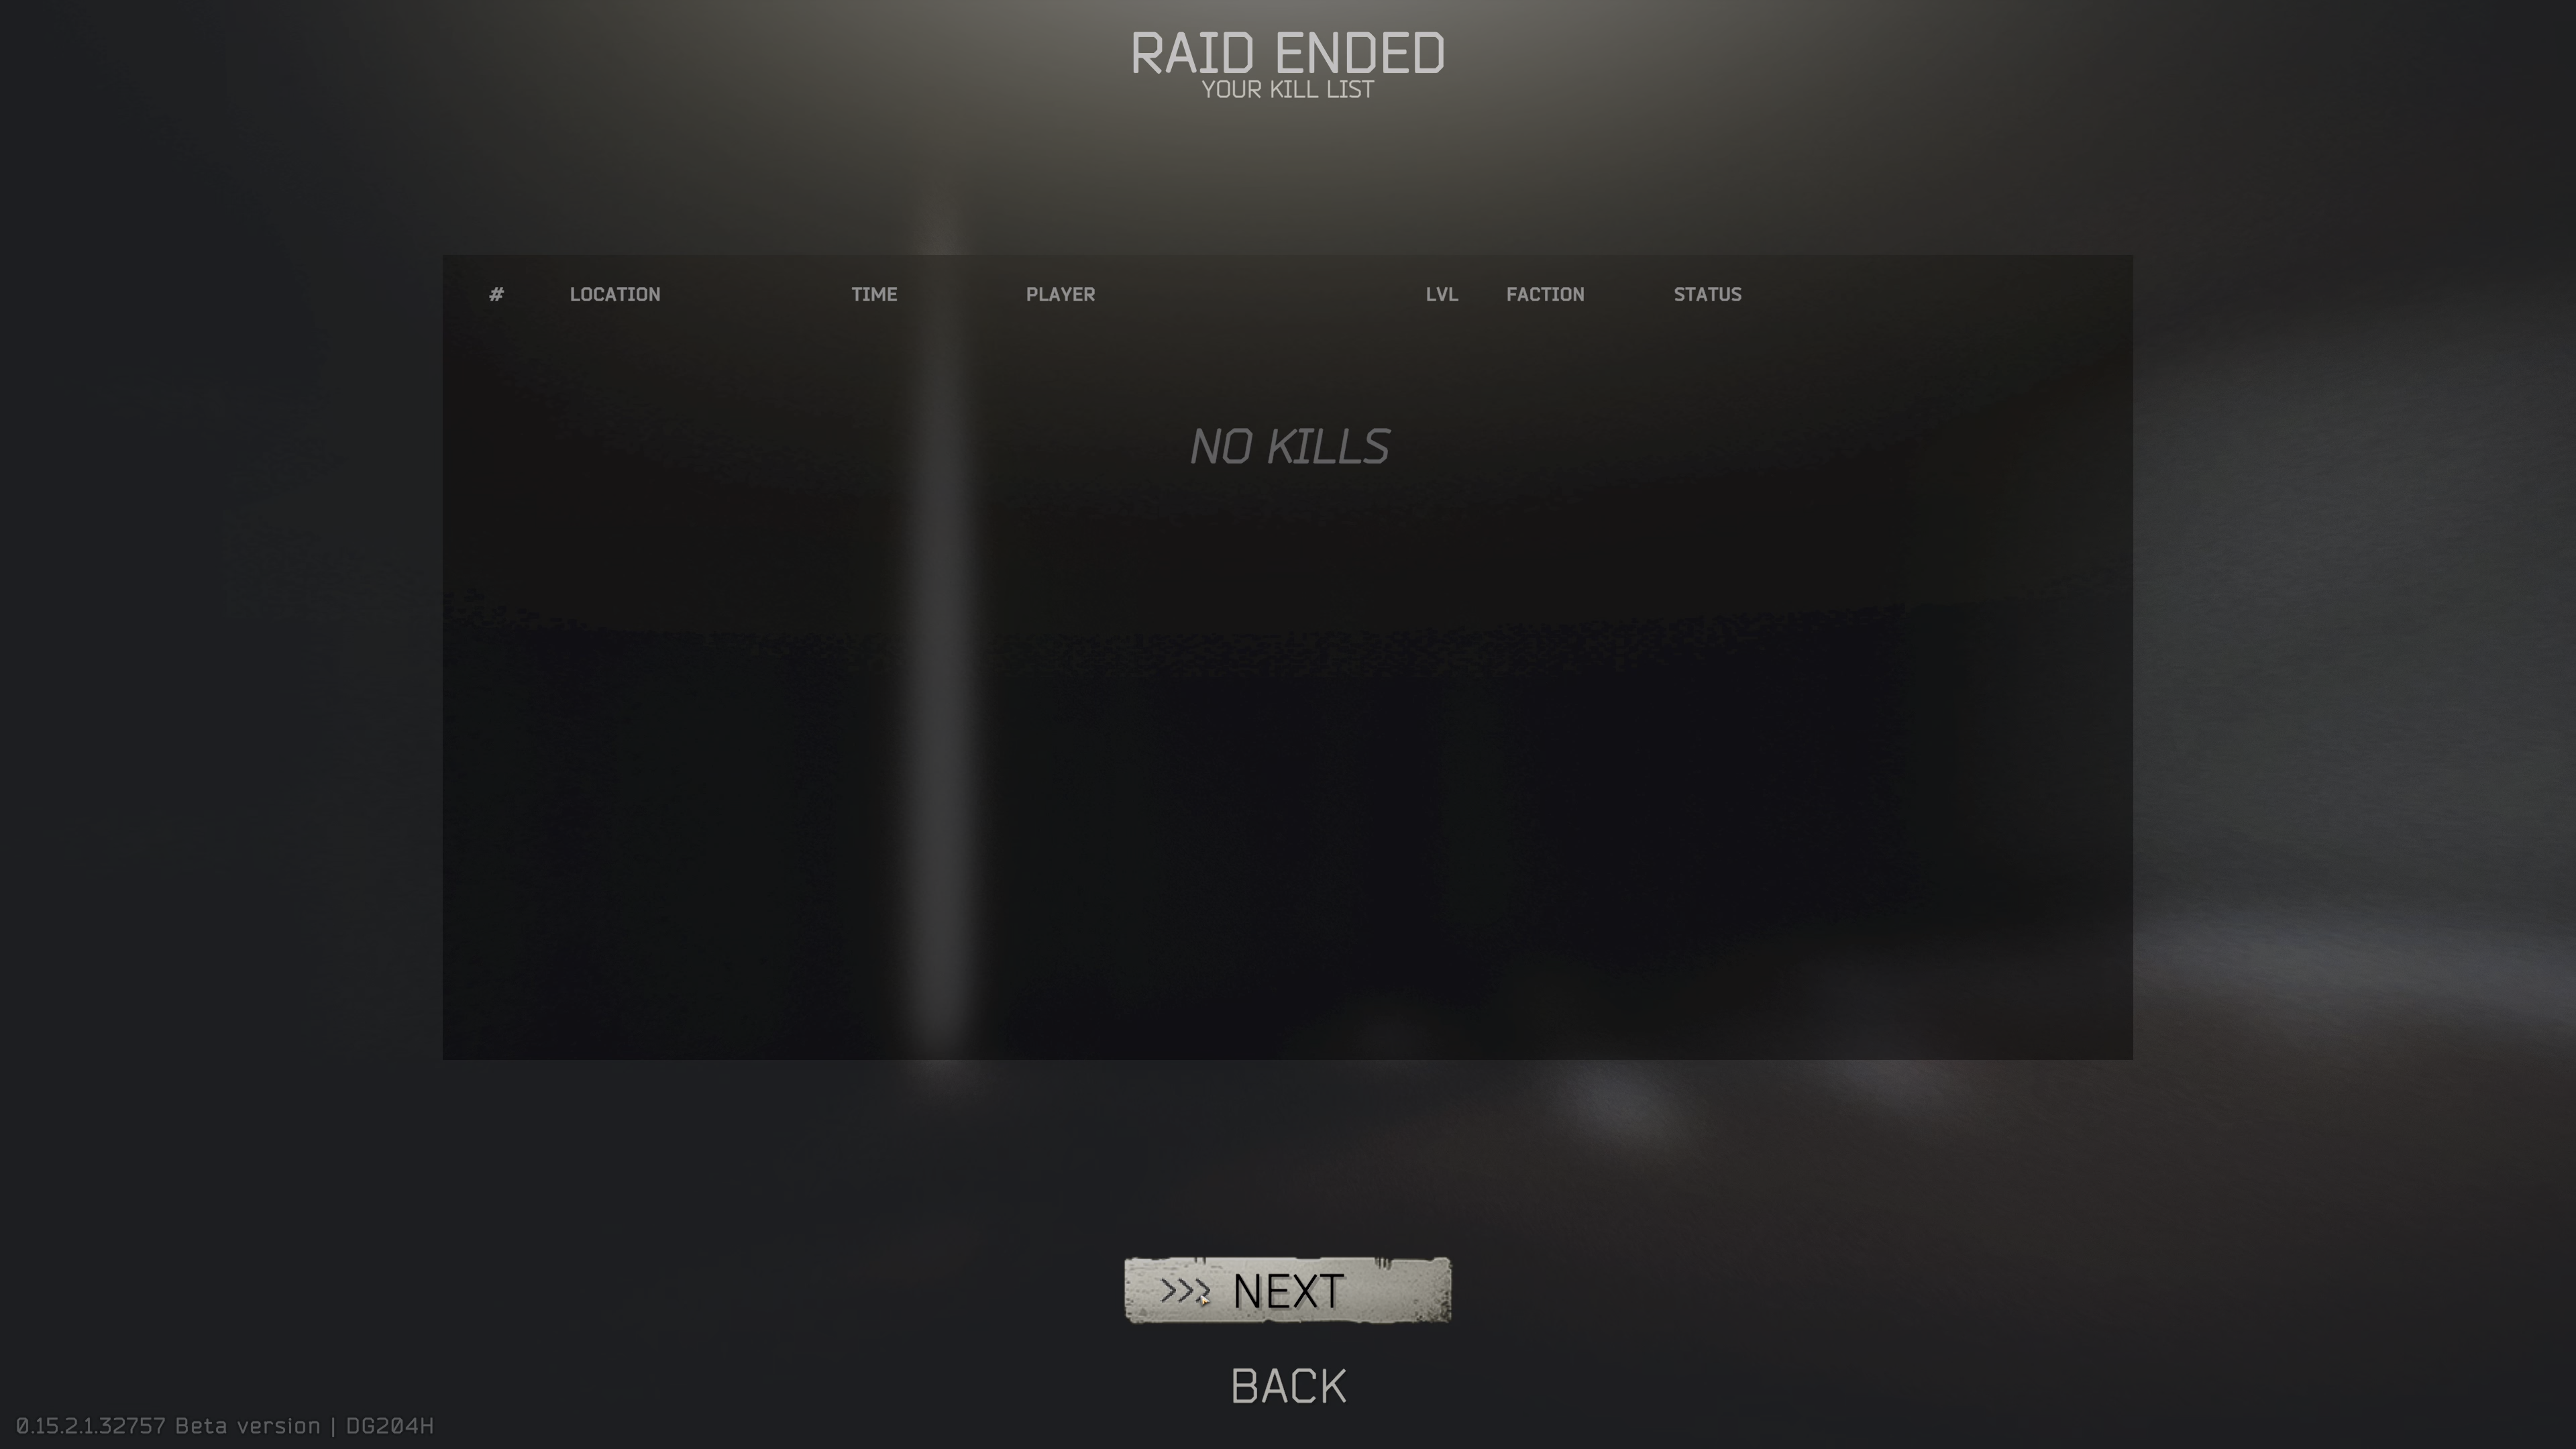 RAID ENDED
YOUR KILL LIST
# LOCATION TIME PLAYER LVL FACTION STATUS
NO KILLS
>>> NEXT
BACK
0.15.2.1.32757 Beta version | DG204H